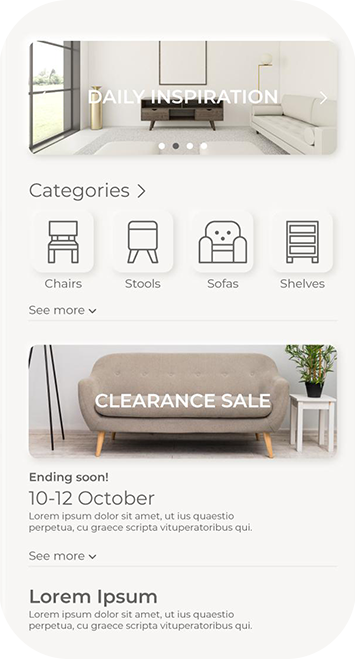 DAILY INSPIRATION
Categories
Chairs Stools Sofas Shelves
See more
CLEARANCE SALE
Ending soon!
10-12 October
Lorem ipsum dolor sit amet, ut ius quaestio
perpetua, cu graece scripta vituperatoribus qui.
See more
Lorem Ipsum
Lorem ipsum dolor sit amet, ut ius quaestio
perpetua, cu graece scripta vituperatoribus qui.